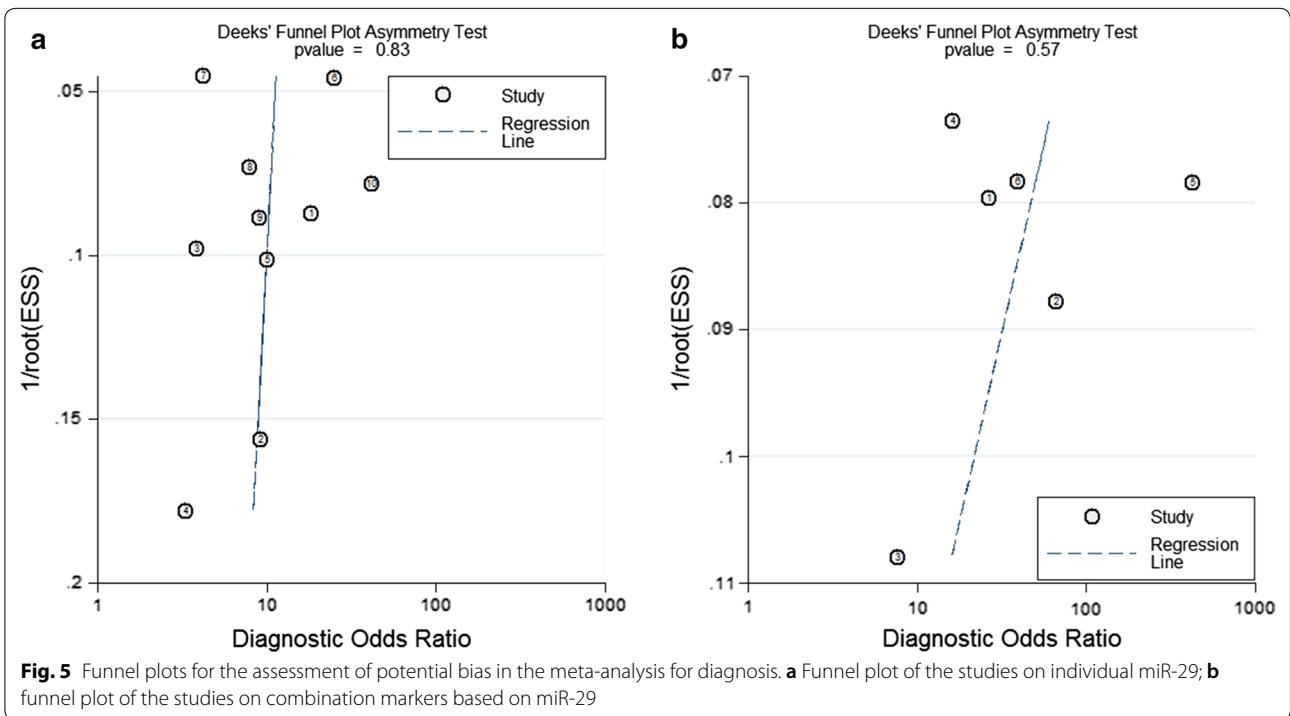 a
Deeks' Funnel Plot Asymmetry Test
pvalue = 0.83
.05
.1
.15
.2
1/root(ESS)
7
6
8
10
9
1
3
5
2
4
Study
Regression
Line
1
10
100
1000
Diagnostic Odds Ratio
b
Deeks' Funnel Plot Asymmetry Test
pvalue = 0.57
.07
.08
.09
.1
.11
1/root(ESS)
4
6
5
1
2
3
Study
Regression
Line
1
10
100
1000
Diagnostic Odds Ratio
Fig. 5 Funnel plots for the assessment of potential bias in the meta-analysis for diagnosis. a Funnel plot of the studies on individual miR-29; b
funnel plot of the studies on combination markers based on miR-29